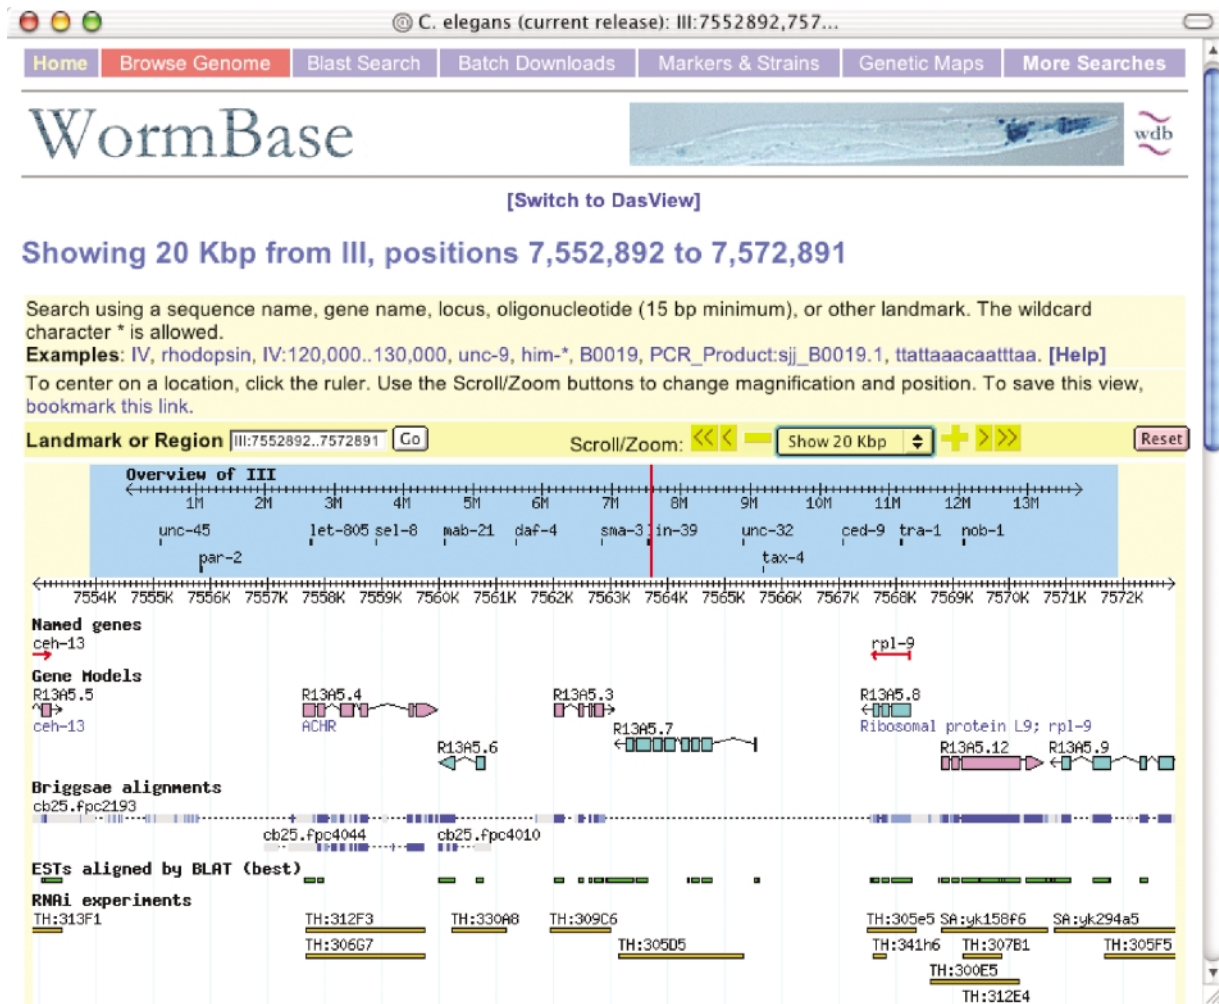 @ C. elegans (current release): III:7552892,757...
Home Browse Genome Blast Search Batch Downloads Markers & Strains Genetic Maps More Searches
WormBase wdb
[Switch to DasView]
Showing 20 Kbp from III, positions 7,552,892 to 7,572,891
Search using a sequence name, gene name, locus, oligonucleotide (15 bp minimum), or other landmark. The wildcard
character * is allowed.
Examples: IV, rhodopsin, IV:120,000..130,000, unc-9, him-*, B0019, PCR_Product:sjj_B0019.1, ttattaaacaatttaa. [Help]
To center on a location, click the ruler. Use the Scroll/Zoom buttons to change magnification and position. To save this view,
bookmark this link.
Landmark or Region III:7552892..7572891 Go Scroll/Zoom: << < Show 20 Kbp > >> Reset
Overview of III
1M 2M 3M 4M 5M 6M 7M 8M 9M 10M 11M 12M 13M
unc-45 let-805 sel-8 mab-21 daf-4 sma-3 lin-39 unc-32 ced-9 tra-1 nob-1
par-2 tax-4
7554K 7555K 7556K 7557K 7558K 7559K 7560K 7561K 7562K 7563K 7564K 7565K 7566K 7567K 7568K 7569K 7570K 7571K 7572K
Named genes
ceh-13 rpl-9
Gene Models
R13A5.5 R13A5.4 R13A5.3 R13A5.8
ceh-13 ACHR R13A5.7 Ribosomal protein L9; rpl-9
R13A5.6 R13A5.12 R13A5.9
Briggsae alignments
cb25.fpc2193
cb25.fpc4044 cb25.fpc4010
ESTs aligned by BLAT (best)
RNAi experiments
TH:313F1 TH:312F3 TH:330A8 TH:309C6 TH:305e5 SA:yk158f6 SA:yk294a5
TH:306G7 TH:305D5 TH:341h6 TH:307B1 TH:305F5
TH:300E5
TH:312E4